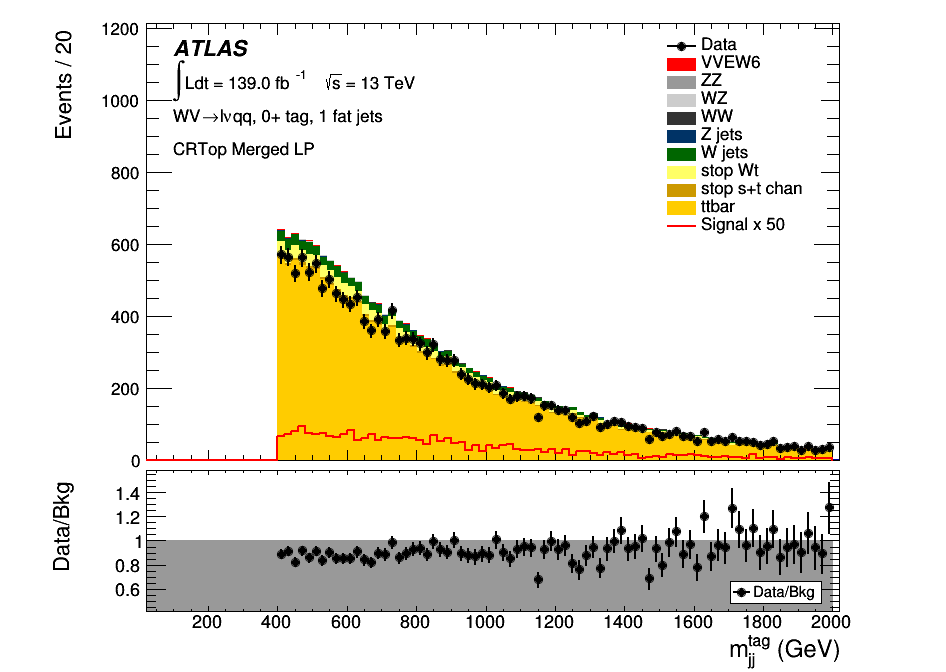 1200
1000
800
600
400
200
0
Events / 20
ATLAS
∫Ldt = 139.0 fb⁻¹ √s = 13 TeV
WV→lνqq, 0+ tag, 1 fat jets
CRTop Merged LP
Data
VVEW6
ZZ
WZ
WW
Z jets
W jets
stop Wt
stop s+t chan
ttbar
Signal x 50
1.4
1.2
1
0.8
0.6
Data/Bkg
Data/Bkg
200 400 600 800 1000 1200 1400 1600 1800 2000
m_jj^tag (GeV)